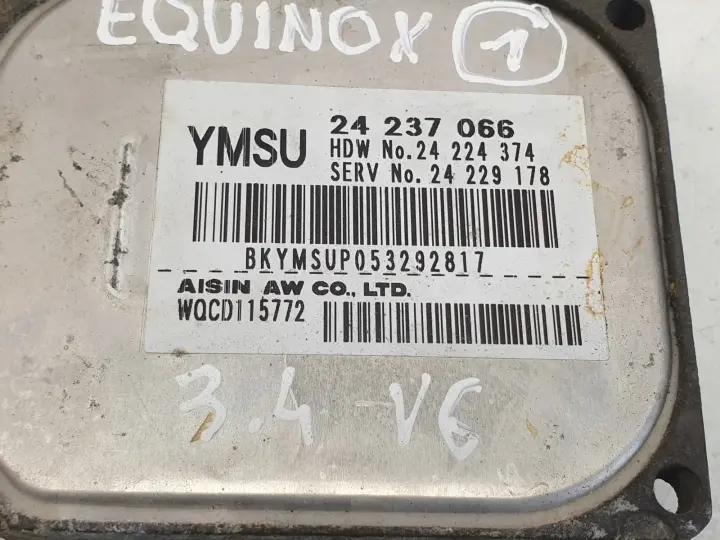 EQUINOX 1
YMSU
24 237 066
HDW No. 24 224 374
SERV No. 24 229 178
BKYMSUP053292817
AISIN AW CO., LTD.
WQCD115772
3.4 V6